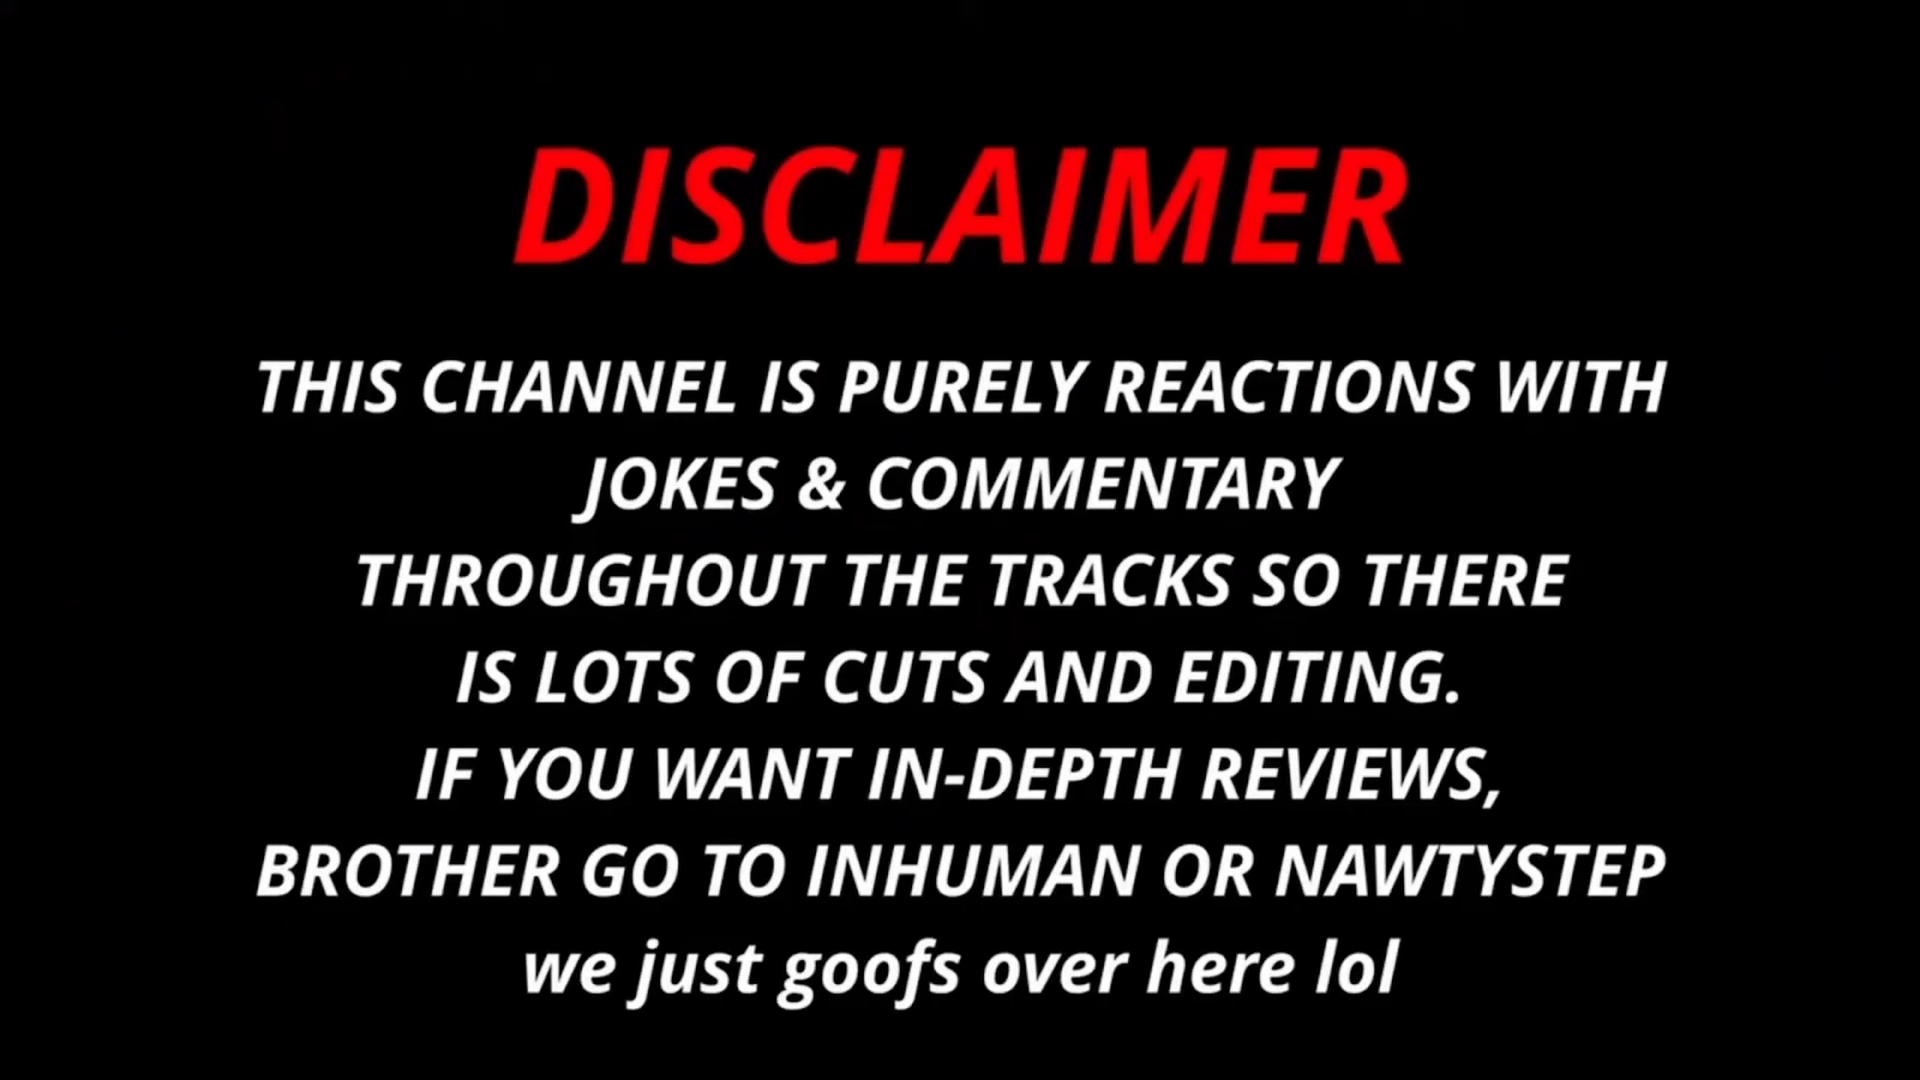 DISCLAIMER
THIS CHANNEL IS PURELY REACTIONS WITH
JOKES & COMMENTARY
THROUGHOUT THE TRACKS SO THERE
IS LOTS OF CUTS AND EDITING.
IF YOU WANT IN-DEPTH REVIEWS,
BROTHER GO TO INHUMAN OR NAWTYSTEP
we just goofs over here lol